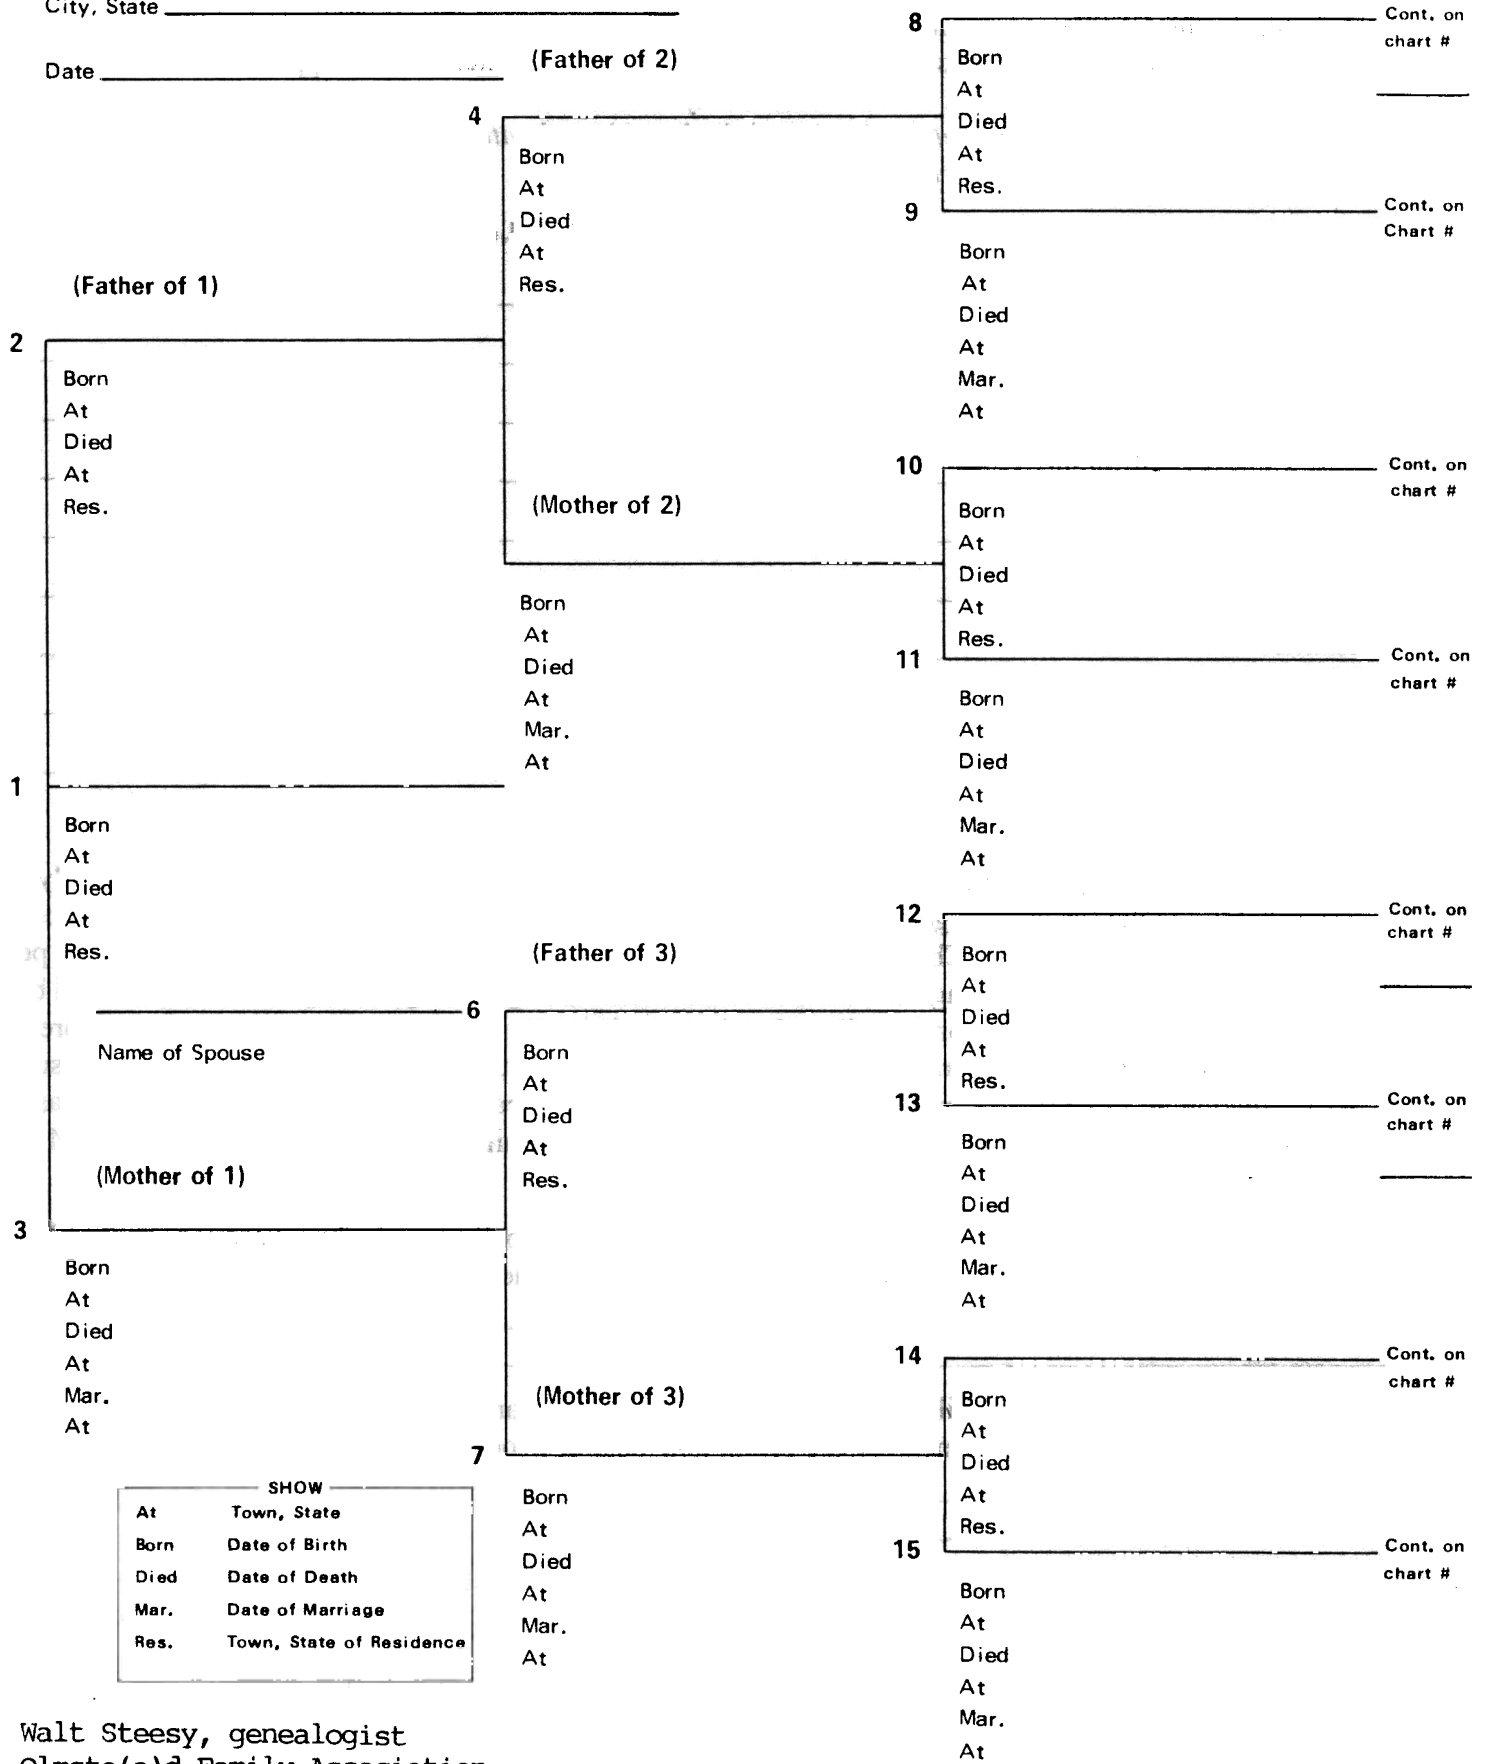 City, State
Date
(Father of 2)
4
Born
At
Died
At
Res.
(Father of 1)
2
Born
At
Died
At
Res.
(Mother of 2)
Born
At
Died
At
Mar.
At
1
Born
At
Died
At
Res.
Name of Spouse
(Father of 3)
6
Born
At
Died
At
Res.
(Mother of 1)
3
Born
At
Died
At
Mar.
At
(Mother of 3)
7
Born
At
Died
At
Mar.
At
8
Cont. on
chart #
Born
At
Died
At
Res.
9
Cont. on
Chart #
Born
At
Died
At
Mar.
At
10
Cont. on
chart #
Born
At
Died
At
Res.
11
Cont. on
chart #
Born
At
Died
At
Mar.
At
12
Cont. on
chart #
Born
At
Died
At
Res.
13
Cont. on
chart #
Born
At
Died
At
Mar.
At
14
Cont. on
chart #
Born
At
Died
At
Res.
15
Cont. on
chart #
Born
At
Died
At
Mar.
At
SHOW
At Town, State
Born Date of Birth
Died Date of Death
Mar. Date of Marriage
Res. Town, State of Residence
Walt Steesy, genealogist
Olmste(a)d Family Association